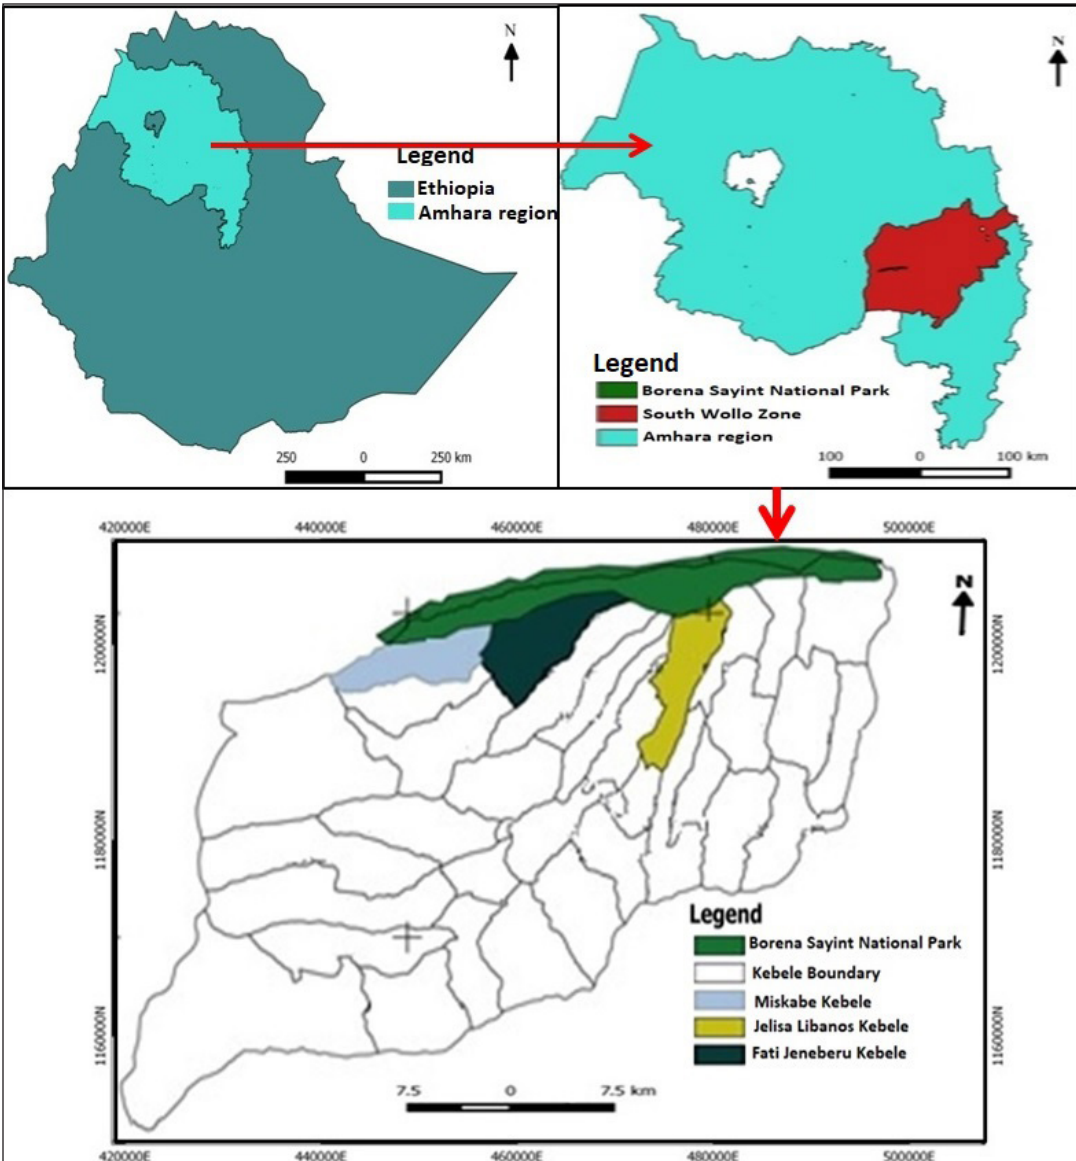 N
Legend
Ethiopia
Amhara region
250 0 250 km
N
Legend
Borena Sayint National Park
South Wollo Zone
Amhara region
100 0 100 km
420000E 440000E 460000E 480000E 500000E
N
1200000N 1200000N
1180000N 1180000N
1160000N 1160000N
Legend
Borena Sayint National Park
Kebele Boundary
Miskabe Kebele
Jelisa Libanos Kebele
Fati Jeneberu Kebele
7.5 0 7.5 km
420000E 440000E 460000E 480000E 500000E